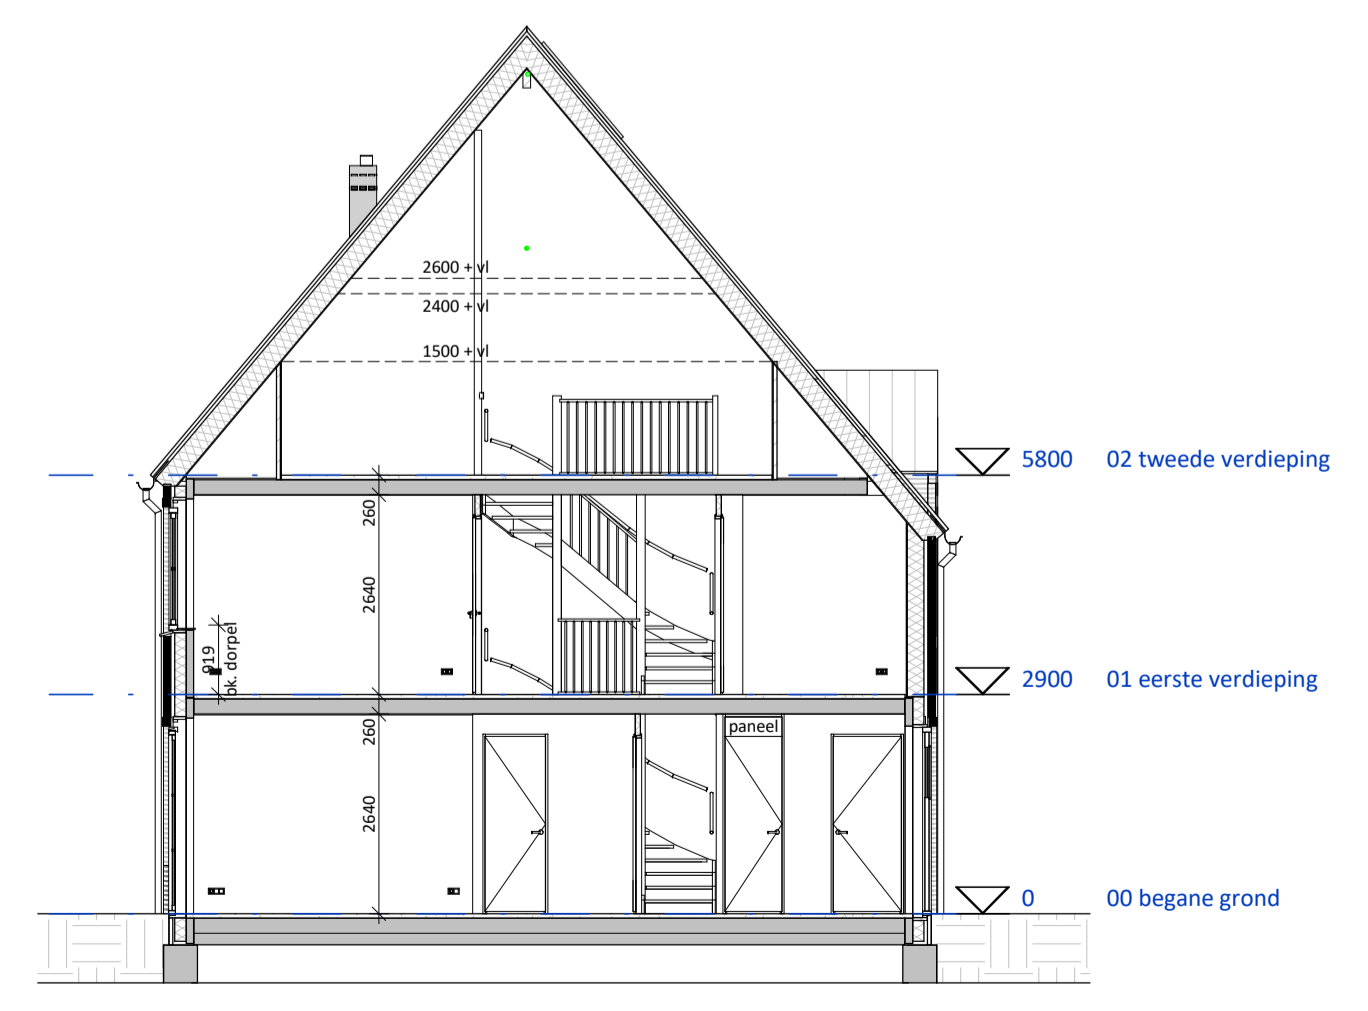 2600 + vl
2400 + vl
1500 + vl
5800 02 tweede verdieping
260
2640
919
bk. dorpel
2900 01 eerste verdieping
paneel
260
2640
0 00 begane grond